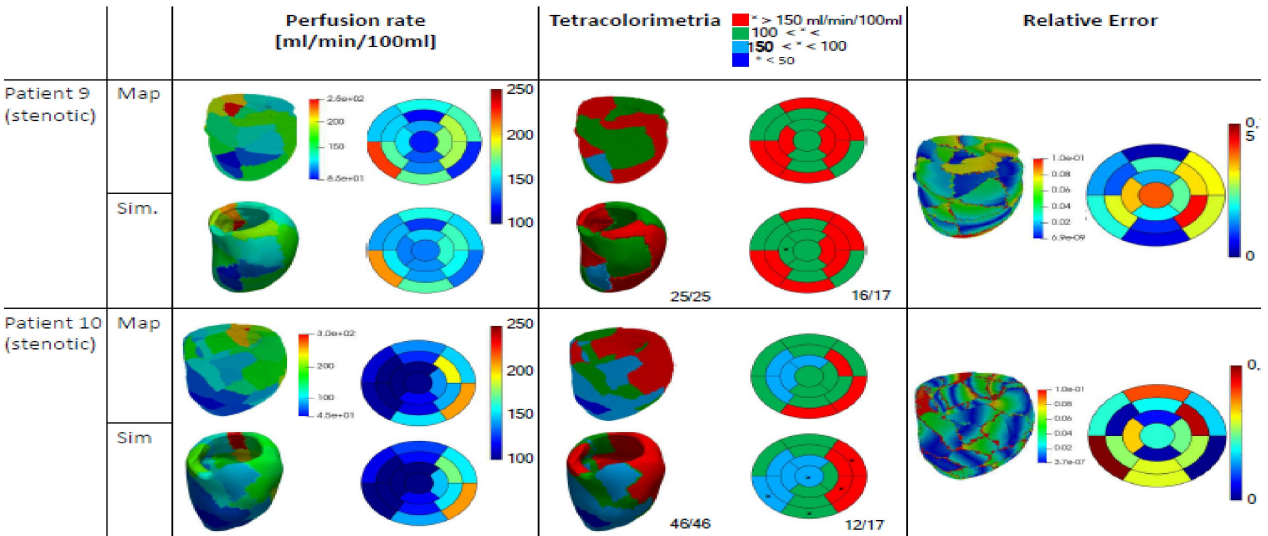 Perfusion rate
[ml/min/100ml]
Tetracolorimetria
* > 150 ml/min/100ml
100 < * <
150 < * < 100
* < 50
Relative Error
Patient 9
(stenotic)
Map
2.5e+02
200
150
8.5e+01
250
200
150
100
1.0e-01
0.08
0.06
0.04
0.02
6.9e-09
0,
5
0
Sim.
25/25
16/17
Patient 10
(stenotic)
Map
3.0e+02
200
100
4.5e+01
250
200
150
100
1.0e-01
0.08
0.06
0.04
0.02
3.7e-07
0,
0
Sim
46/46
12/17